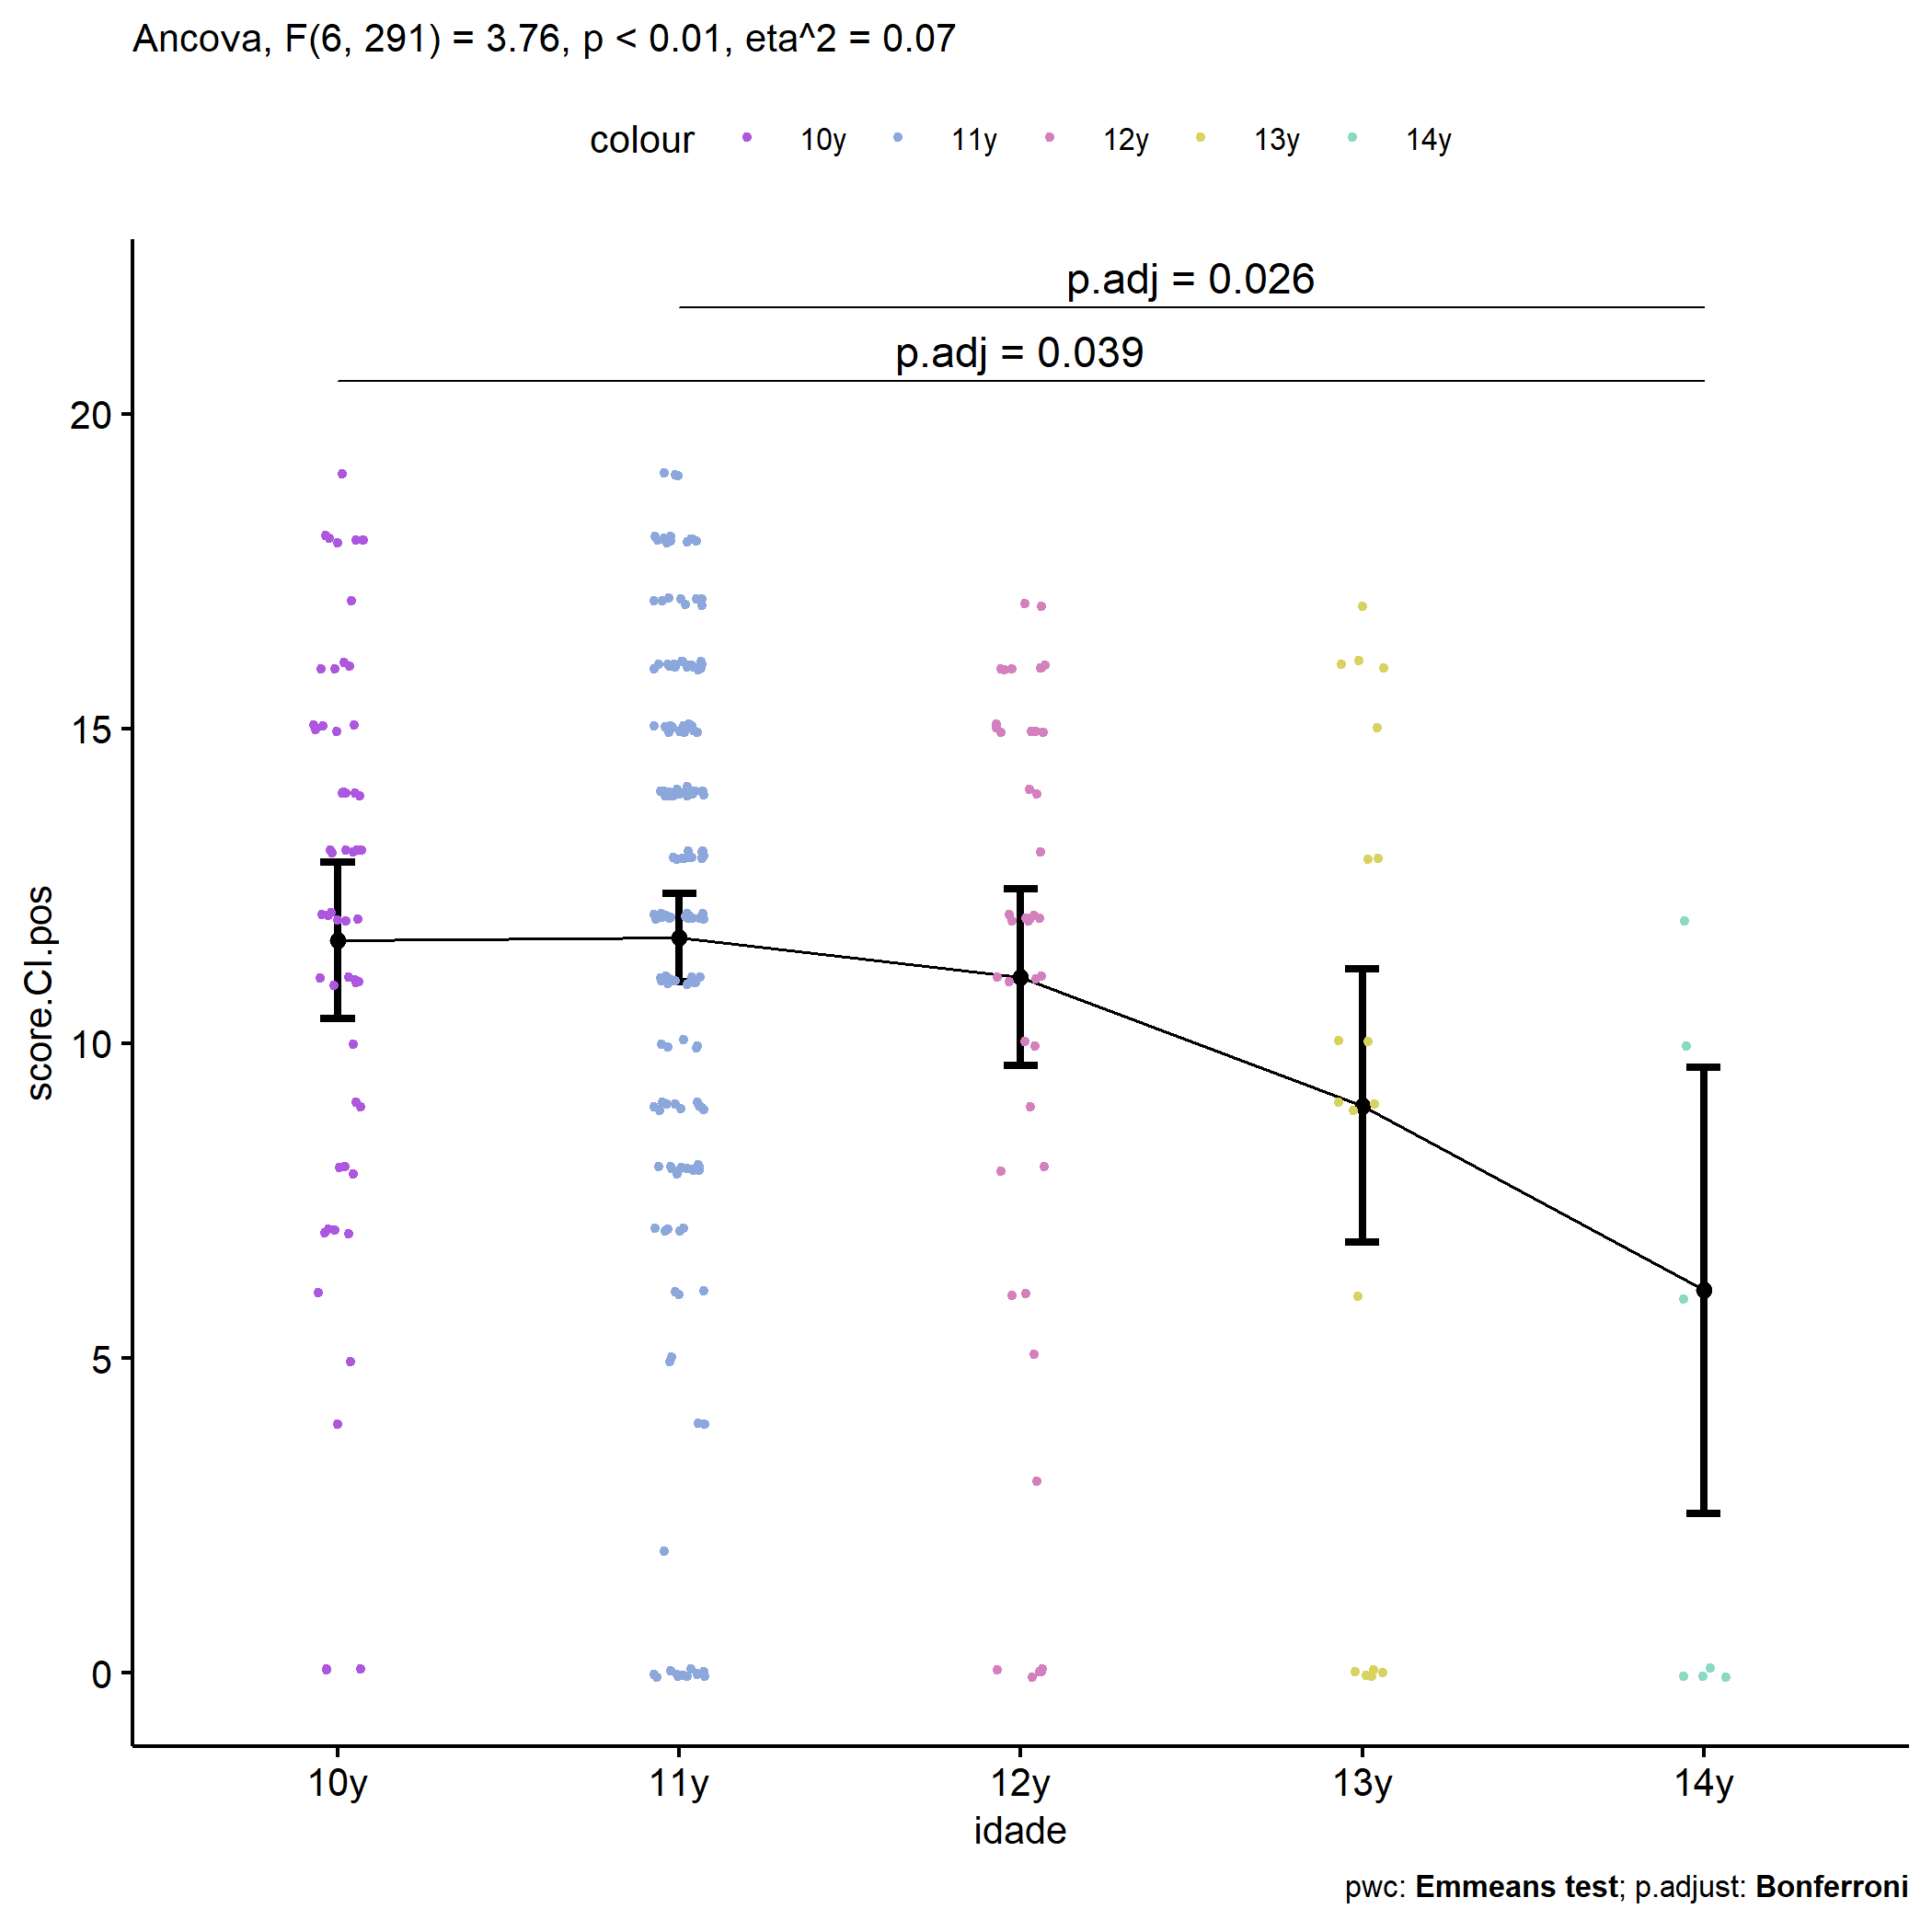 Ancova, F(6, 291) = 3.76, p < 0.01, eta^2 = 0.07
colour 10y 11y 12y 13y 14y
p.adj = 0.026
p.adj = 0.039
20
15
10
5
0
score.CI.pos
10y 11y 12y 13y 14y
idade
pwc: Emmeans test; p.adjust: Bonferroni